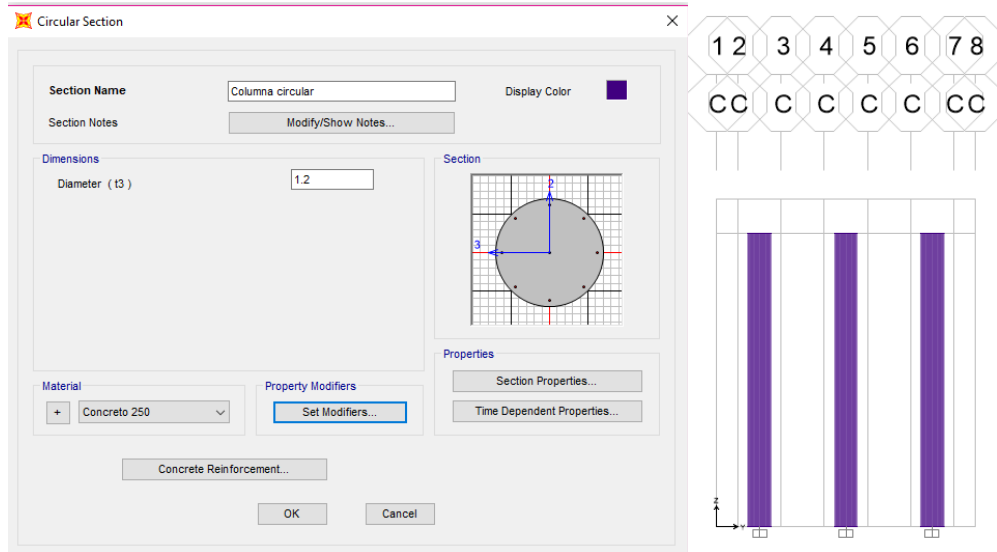 Circular Section
Section Name
Columna circular
Display Color
Section Notes
Modify/Show Notes...
Dimensions
Diameter ( t3 )
1.2
Section
2
3
Properties
Section Properties...
Time Dependent Properties...
Material
+
Concreto 250
Property Modifiers
Set Modifiers...
Concrete Reinforcement...
OK
Cancel
1 2 3 4 5 6 7 8
C C C C C C C C
Z
Y